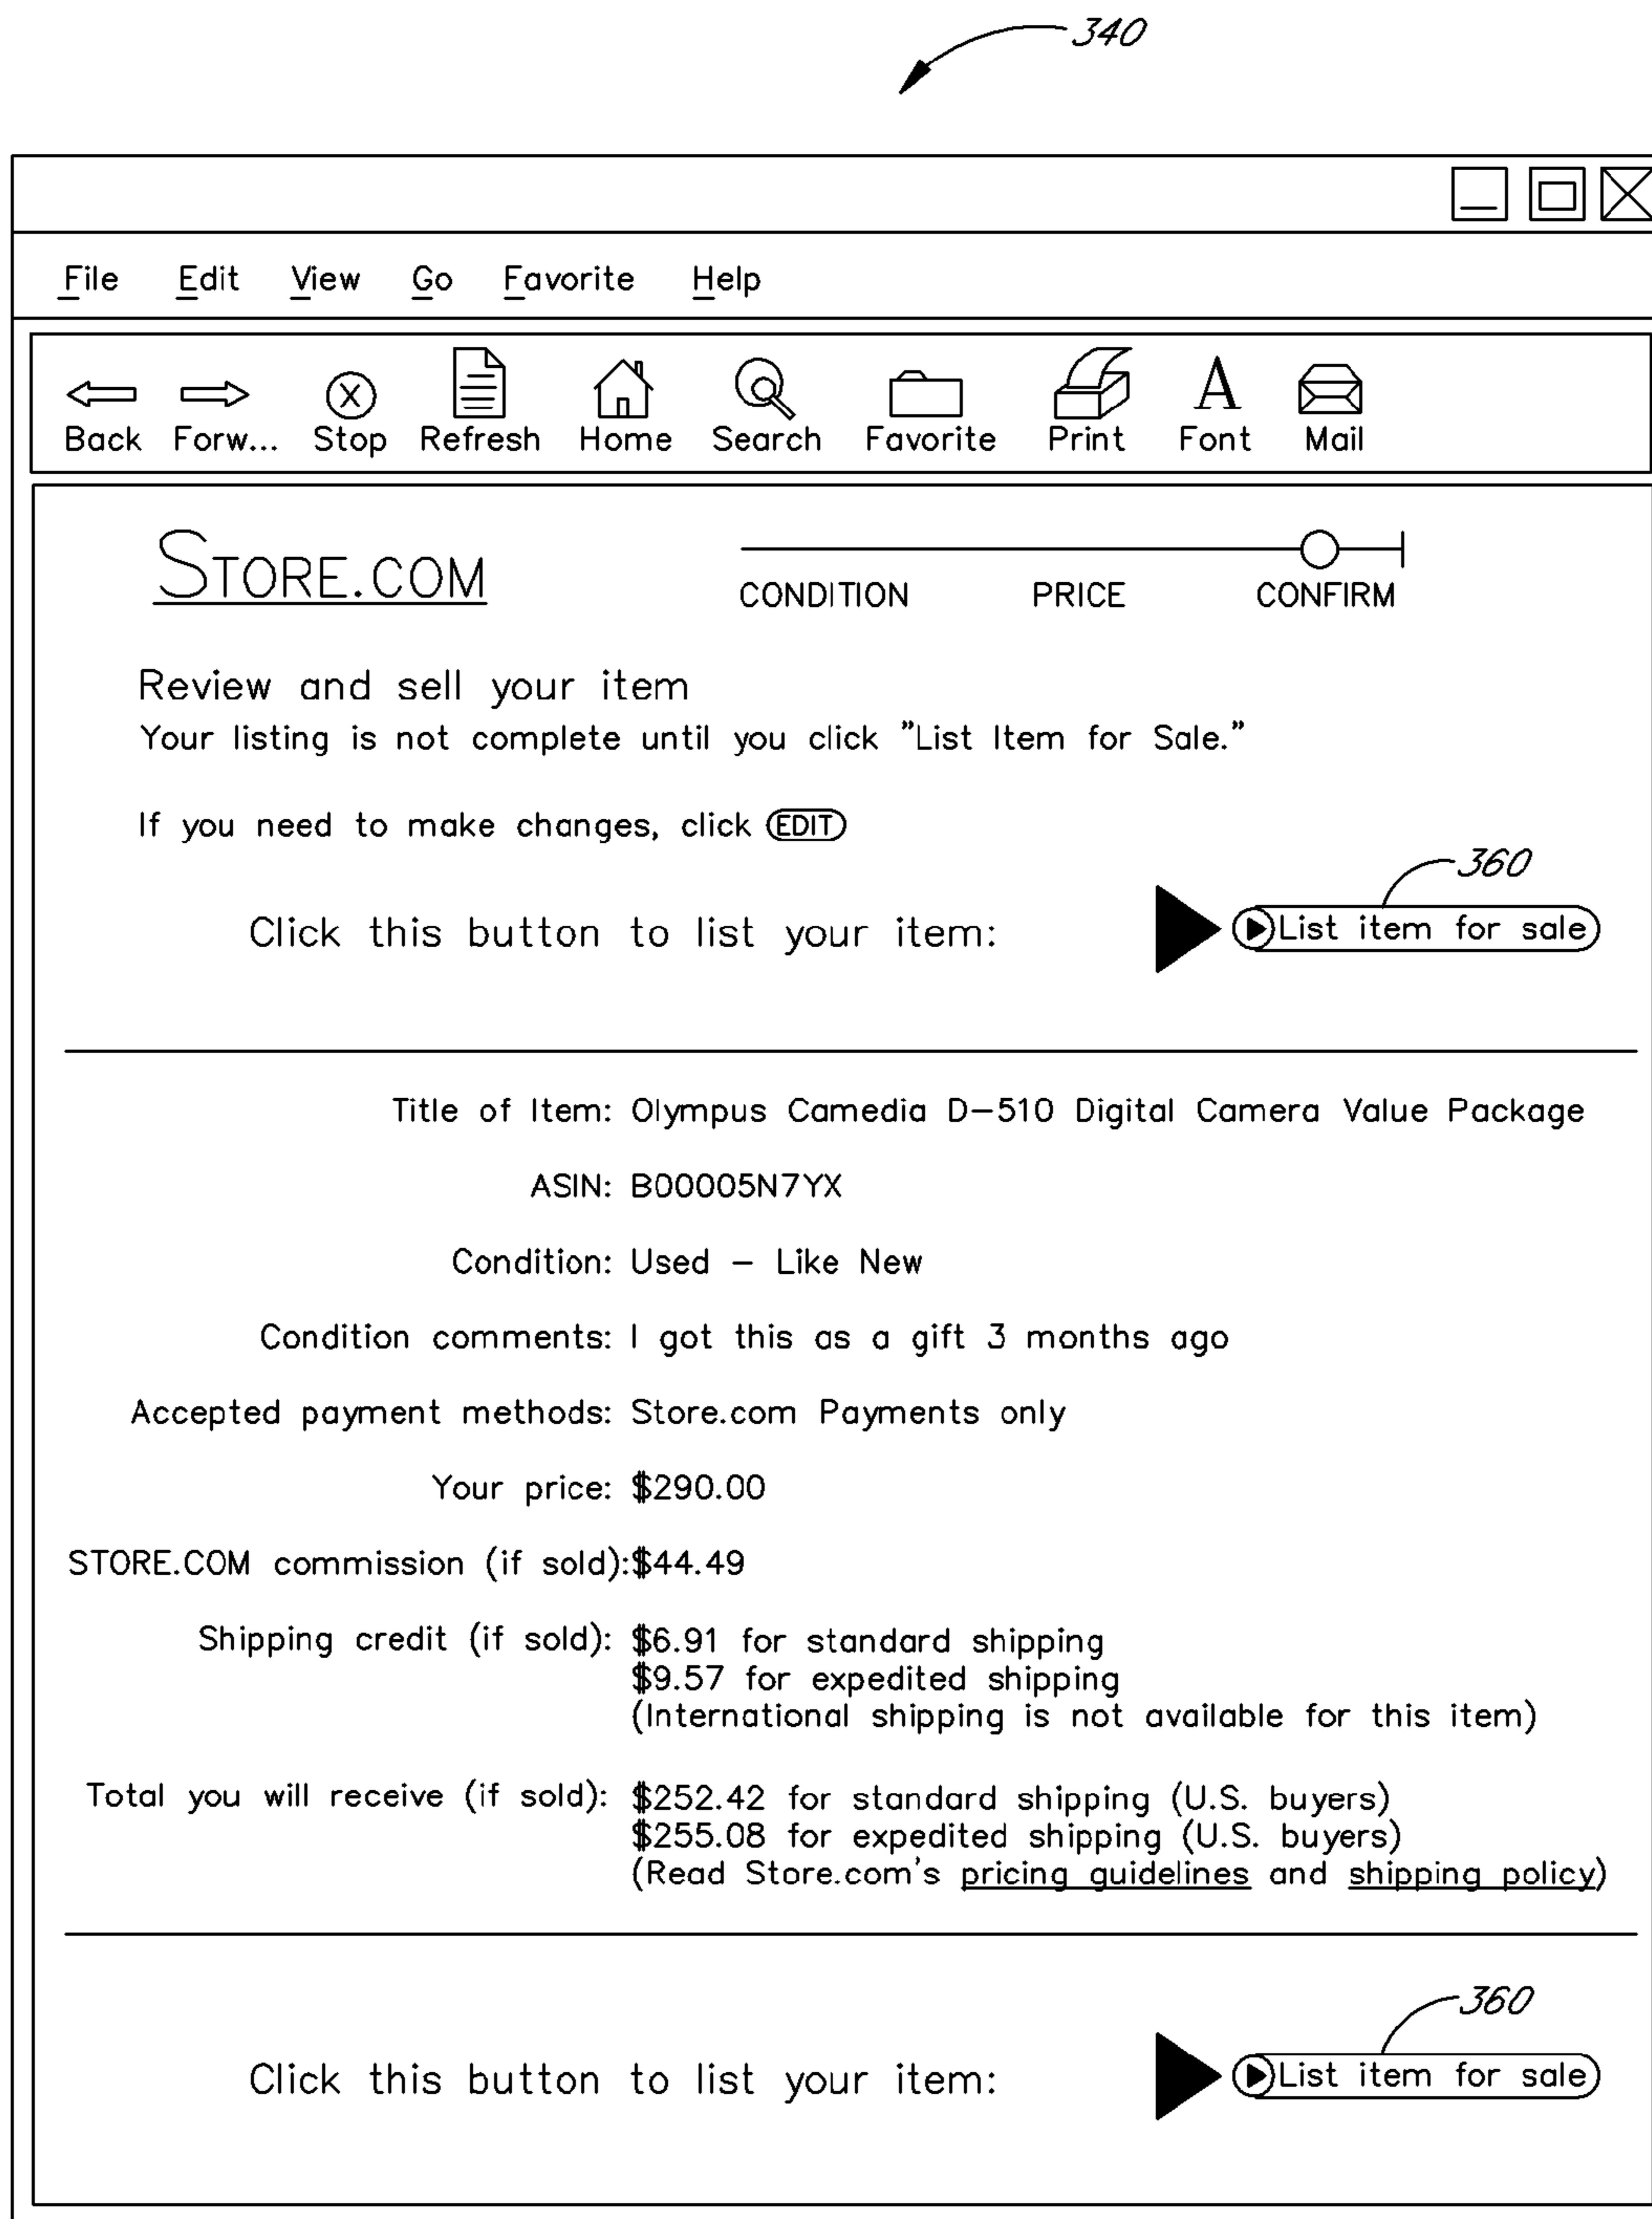 340
File Edit View Go Favorite Help
Back Forw... Stop Refresh Home Search Favorite Print Font Mail
STORE.COM
CONDITION PRICE CONFIRM
Review and sell your item
Your listing is not complete until you click "List Item for Sale."
If you need to make changes, click EDIT
360
Click this button to list your item: List item for sale
Title of Item: Olympus Camedia D-510 Digital Camera Value Package
ASIN: B00005N7YX
Condition: Used - Like New
Condition comments: I got this as a gift 3 months ago
Accepted payment methods: Store.com Payments only
Your price: $290.00
STORE.COM commission (if sold):$44.49
Shipping credit (if sold): $6.91 for standard shipping
$9.57 for expedited shipping
(International shipping is not available for this item)
Total you will receive (if sold): $252.42 for standard shipping (U.S. buyers)
$255.08 for expedited shipping (U.S. buyers)
(Read Store.com's pricing guidelines and shipping policy)
360
Click this button to list your item: List item for sale